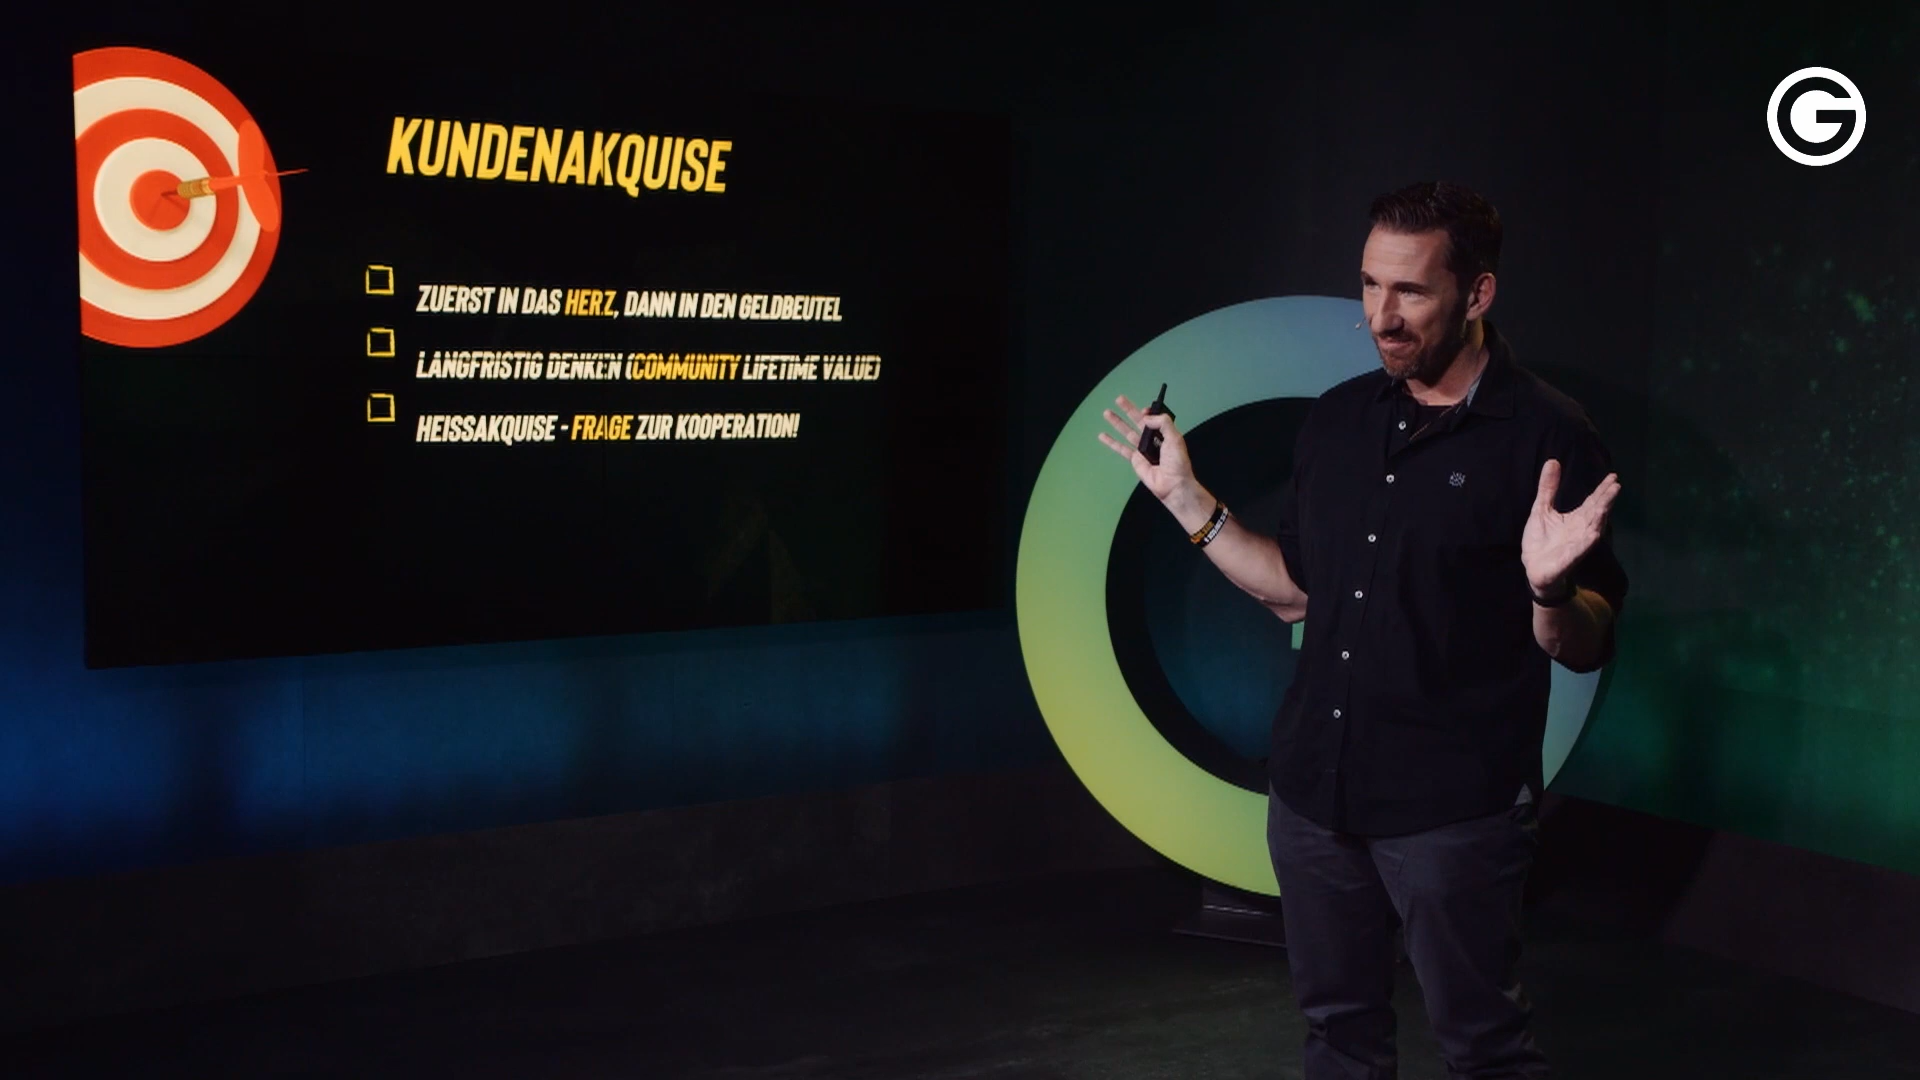 KUNDENAKQUISE
ZUERST IN DAS HERZ, DANN IN DEN GELDBEUTEL
LANGFRISTIG DENKEN (COMMUNITY LIFETIME VALUE)
HEISSAKQUISE - FRAGE ZUR KOOPERATION!